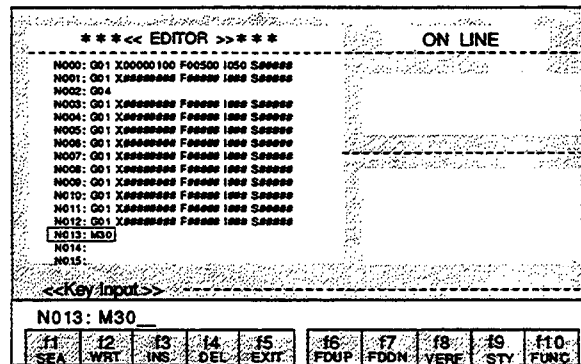 ***<< EDITOR >>***
ON LINE
N000: G01 X00000100 F00500 I050 S#####
N001: G01 X######## F##### I### S#####
N002: G04
N003: G01 X######## F##### I### S#####
N004: G01 X######## F##### I### S#####
N005: G01 X######## F##### I### S#####
N006: G01 X######## F##### I### S#####
N007: G01 X######## F##### I### S#####
N008: G01 X######## F##### I### S#####
N009: G01 X######## F##### I### S#####
N010: G01 X######## F##### I### S#####
N011: G01 X######## F##### I### S#####
N012: G01 X######## F##### I### S#####
N013: M30
N014:
N015:
<<Key Input>>
N013: M30_
f1 f2 f3 f4 f5 f6 f7 f8 f9 f10
SEA WRT INS DEL EXIT FDUP FDDN VERF STY FUNC